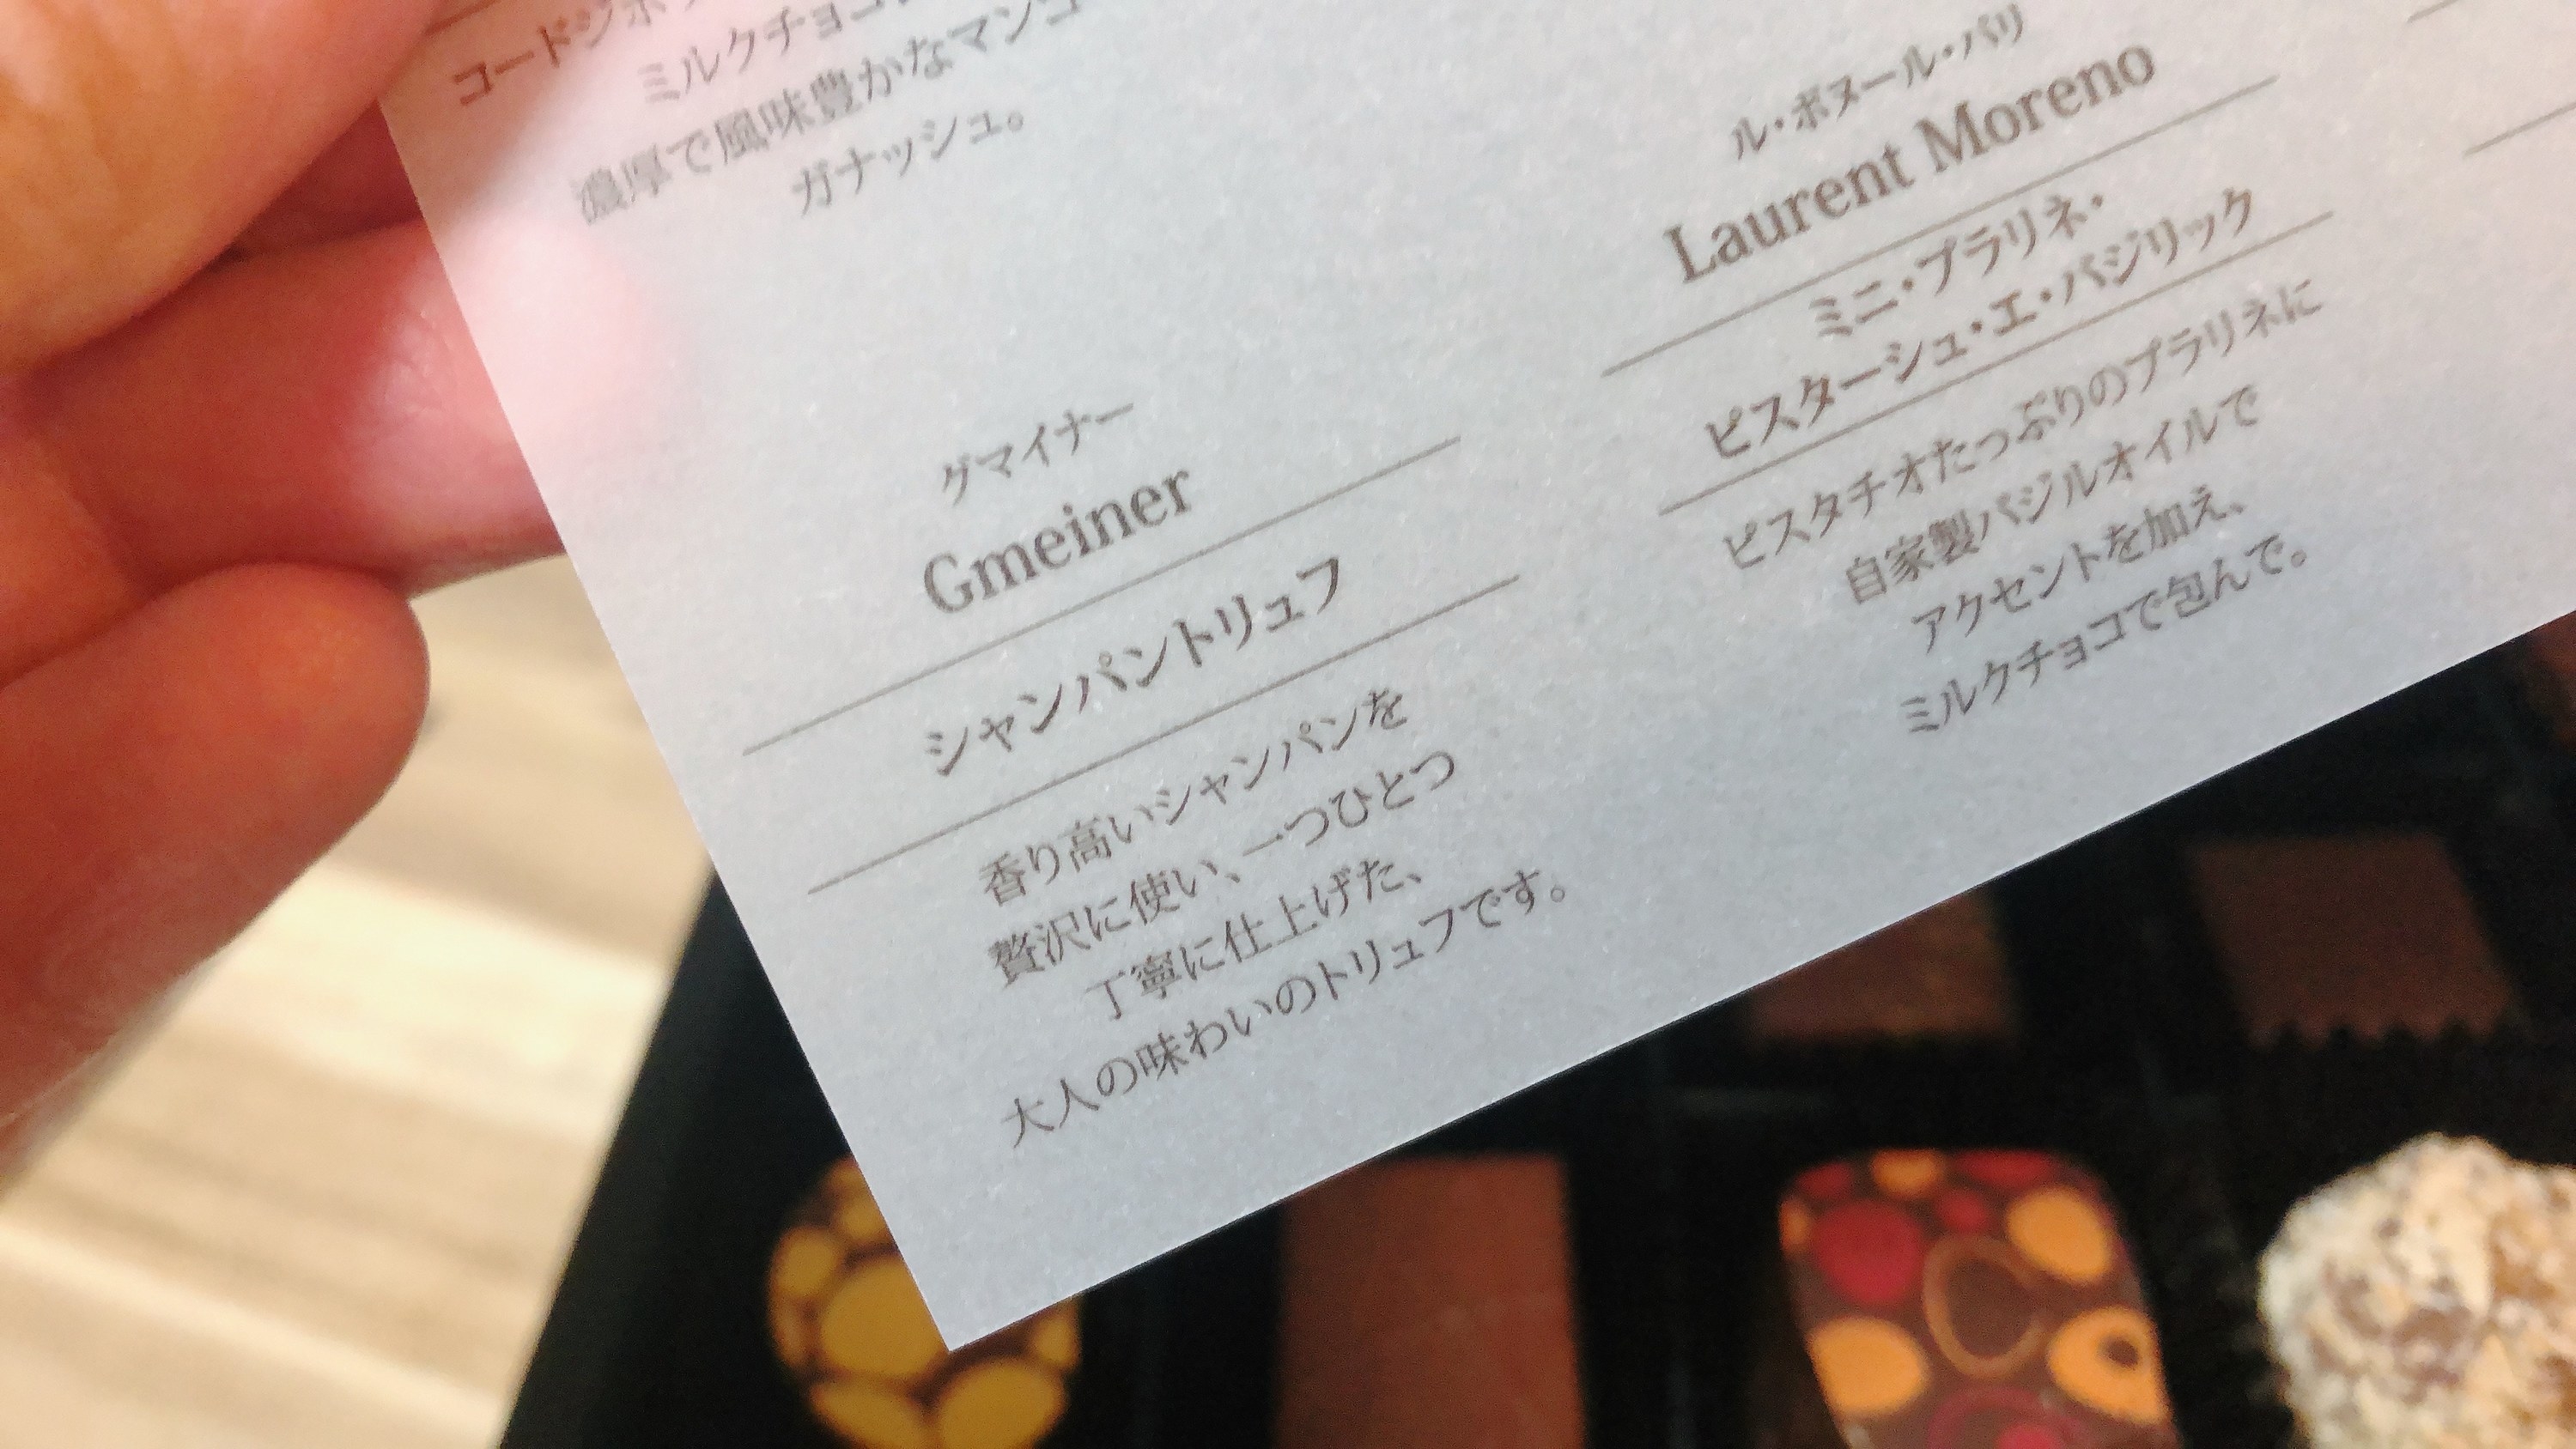 コードジボ
ミルクチョコ
濃厚で風味豊かなマンゴ
ガナッシュ。
グマイナー
Gmeiner
シャンパントリュフ
香り高いシャンパンを
贅沢に使い、一つひとつ
丁寧に仕上げた、
大人の味わいのトリュフです。
ル・ボヌール・パリ
Laurent Moreno
ミニ・プラリネ・
ピスターシュ・エ・バジリック
ピスタチオたっぷりのプラリネに
自家製バジルオイルで
アクセントを加え、
ミルクチョコで包んで。